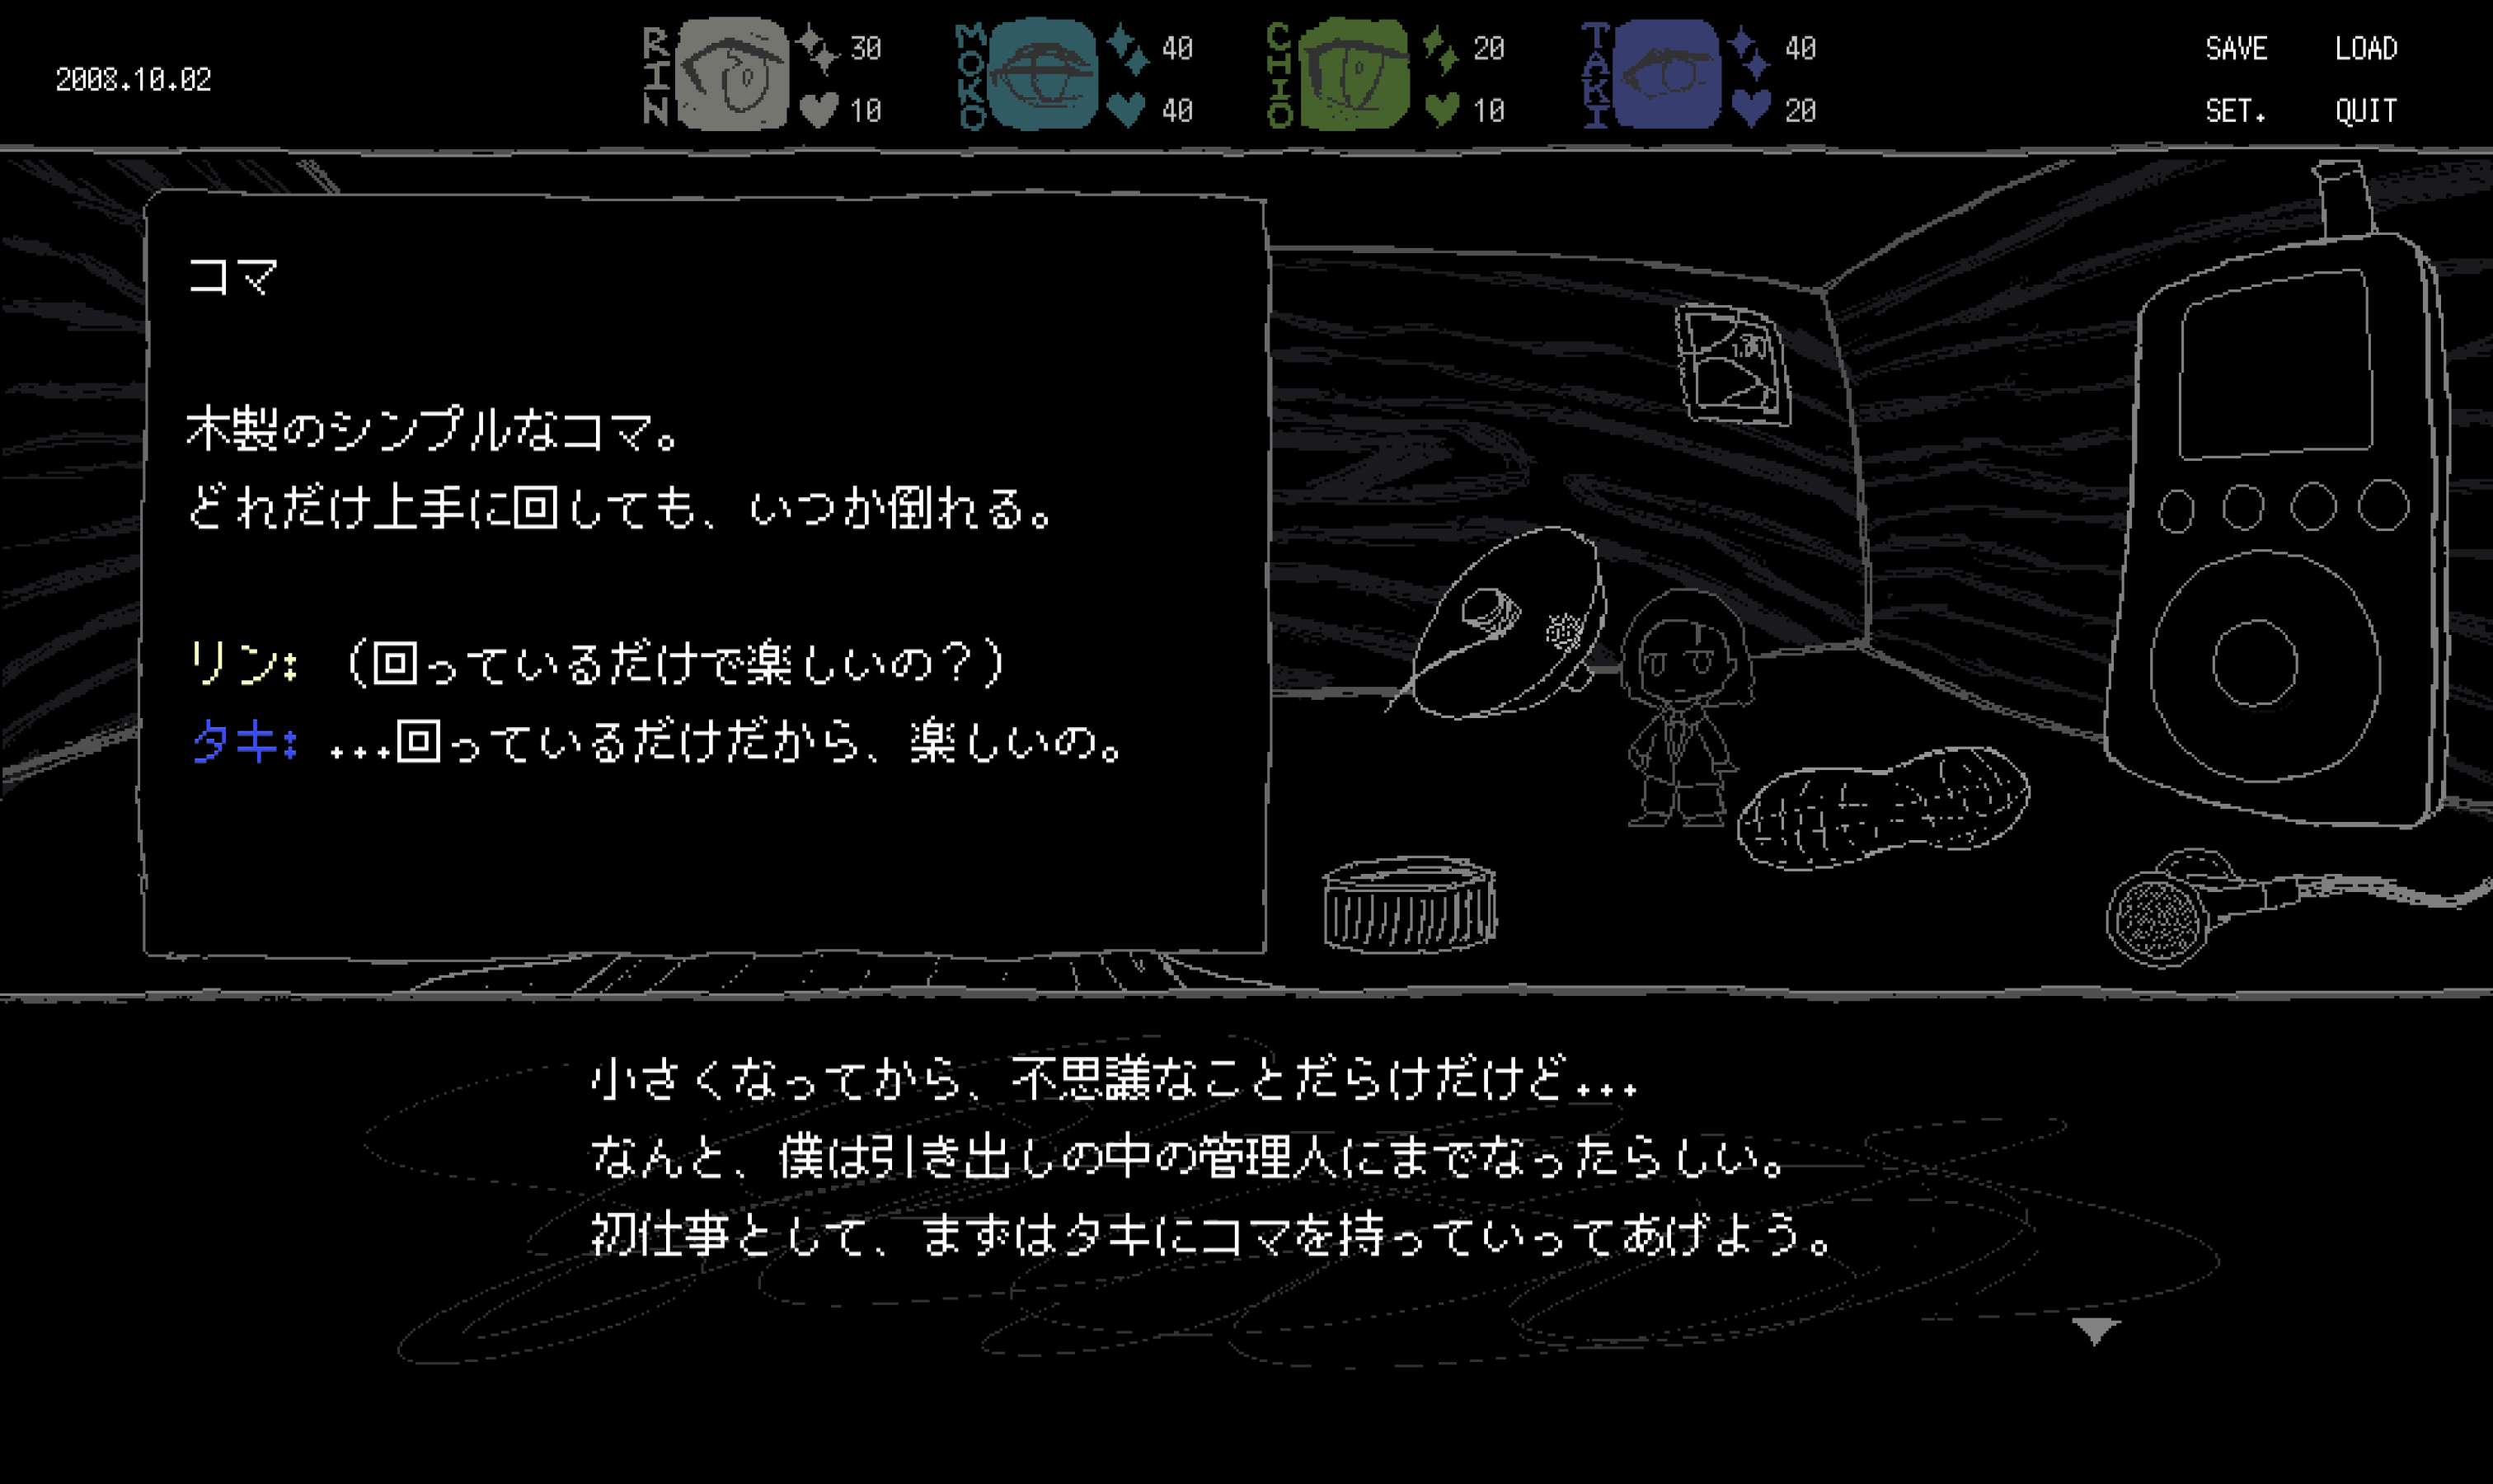 2008.10.02
RIN 30 10
MOKO 40 40
CHIO 20 10
TAKI 40 20
SAVE LOAD
SET. QUIT
コマ
木製のシンプルなコマ。
どれだけ上手に回しても、いつか倒れる。
リン: (回っているだけで楽しいの?)
タキ: ...回っているだけだから、楽しいの。
小さくなってから、不思議なことだらけだけど...
なんと、僕は引き出しの中の管理人にまでなったらしい。
初仕事として、まずはタキにコマを持っていってあげよう。